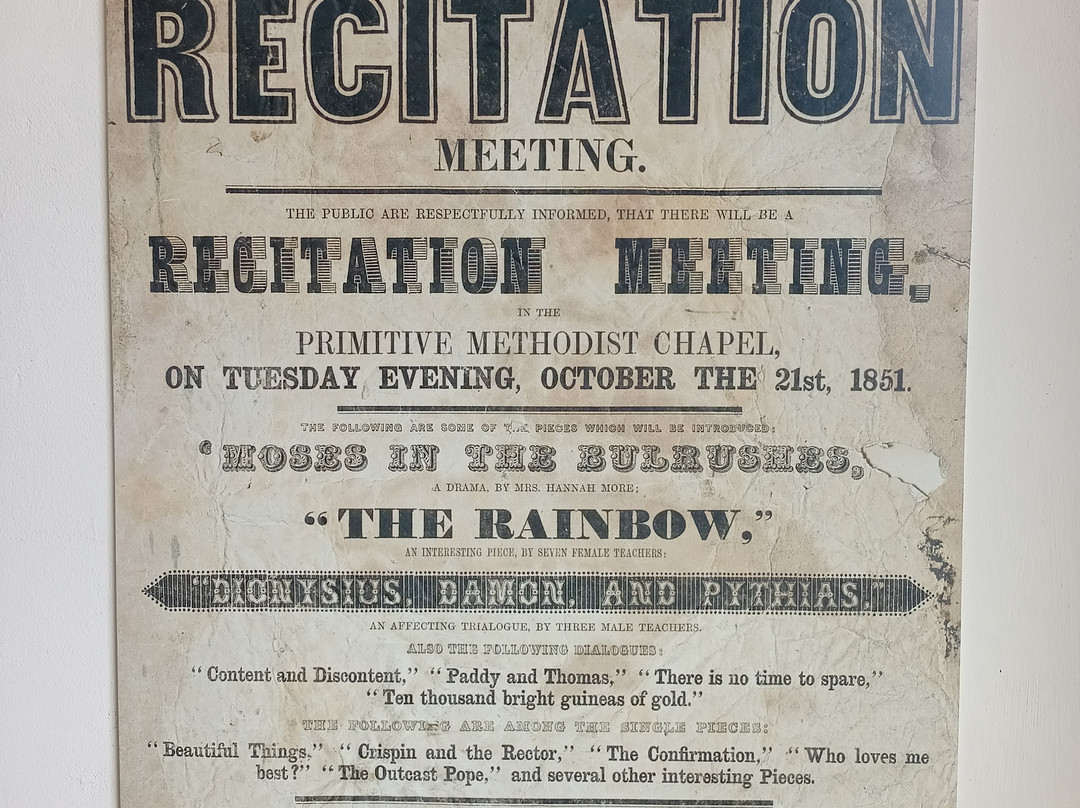 RECITATION
MEETING.
THE PUBLIC ARE RESPECTFULLY INFORMED, THAT THERE WILL BE A
RECITATION MEETING,
IN THE
PRIMITIVE METHODIST CHAPEL,
ON TUESDAY EVENING, OCTOBER THE 21st, 1851.
THE FOLLOWING ARE SOME OF PIECES WHICH WILL BE INTRODUCED:
“MOSES IN THE BULRUSHES,
A DRAMA, BY MRS. HANNAH MORE;
“THE RAINBOW,”
AN INTERESTING PIECE, BY SEVEN FEMALE TEACHERS:
“DIONYSIUS, DAMON, AND PYTHIAS,”
AN AFFECTING TRIALOGUE, BY THREE MALE TEACHERS.
ALSO THE FOLLOWING DIALOGUES:
“Content and Discontent,” “Paddy and Thomas,” “There is no time to spare,”
“Ten thousand bright guineas of gold.”
THE FOLLOWING ARE AMONG THE SINGLE PIECES:
“Beautiful Things,” “Crispin and the Rector,” “The Confirmation,” “Who loves me
best?” “The Outcast Pope,” and several other interesting Pieces.